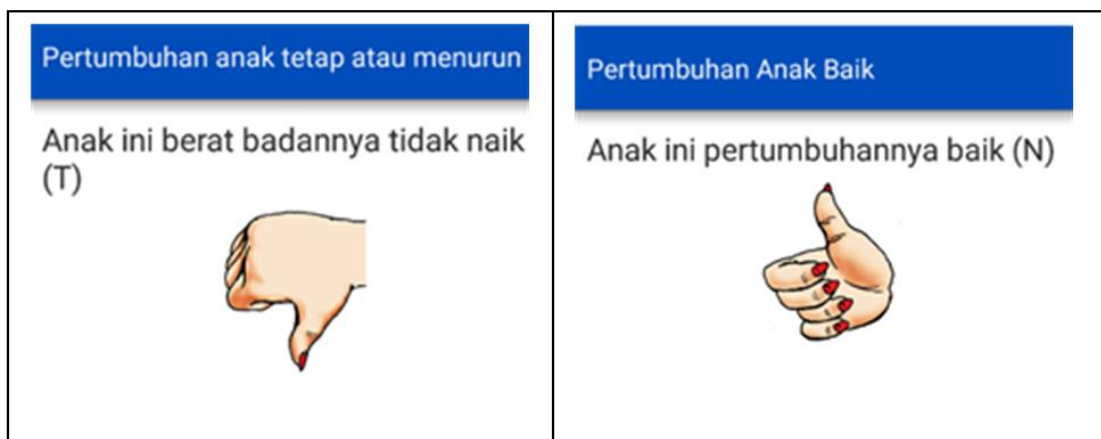 Pertumbuhan anak tetap atau menurun
Anak ini berat badannya tidak naik
(T)
Pertumbuhan Anak Baik
Anak ini pertumbuhannya baik (N)